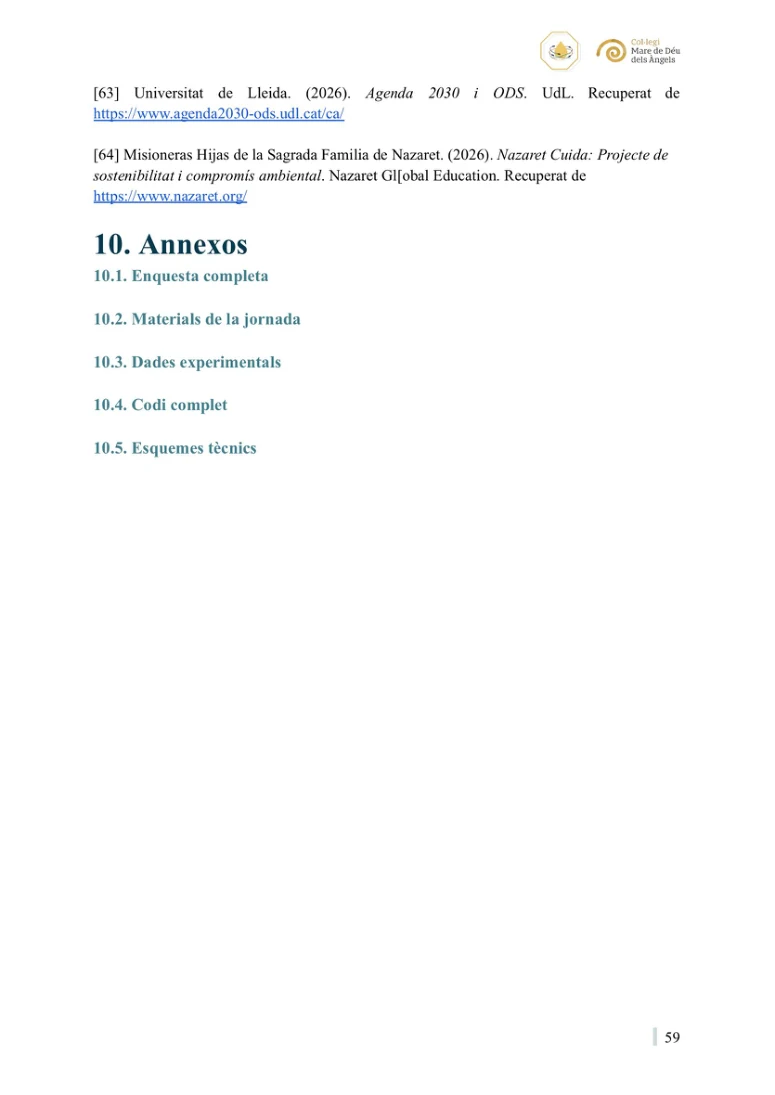 Col·legi
Mare de Déu
dels Àngels
[63] Universitat de Lleida. (2026). Agenda 2030 i ODS. UdL. Recuperat de
https://www.agenda2030-ods.udl.cat/ca/
[64] Misioneras Hijas de la Sagrada Familia de Nazaret. (2026). Nazaret Cuida: Projecte de
sostenibilitat i compromís ambiental. Nazaret Gl[obal Education. Recuperat de
https://www.nazaret.org/
10. Annexos
10.1. Enquesta completa
10.2. Materials de la jornada
10.3. Dades experimentals
10.4. Codi complet
10.5. Esquemes tècnics
59